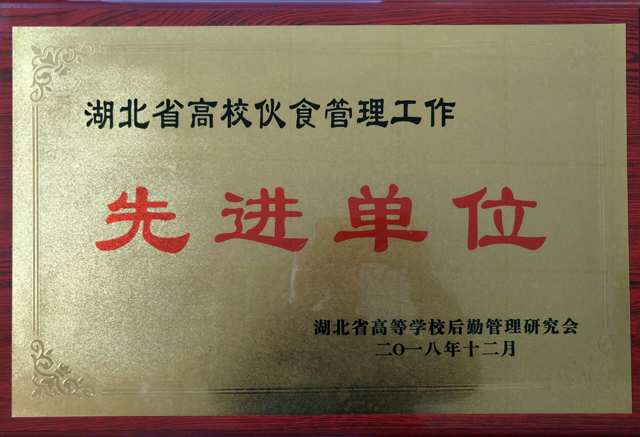 湖北省高校伙食管理工作
先进单位
湖北省高等学校后勤管理研究会
二〇一八年十二月